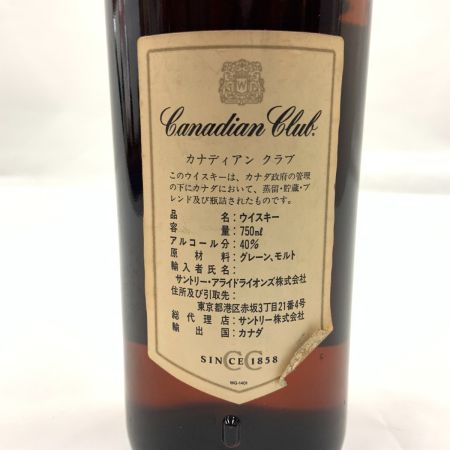 W
Canadian Club.
カナディアン クラブ
このウイスキーは、カナダ政府の管理
の下にカナダにおいて、蒸留・貯蔵・ブ
レンド及び瓶詰されたものです。
品名：ウイスキー
容量：750ml
アルコール分：40%
原材料：グレーン、モルト
輸入者氏名：
サントリー・アライドライオンズ株式会社
住所及び引取先：
東京都港区赤坂3丁目21番4号
総代理店：サントリー株式会社
輸出国：カナダ
SINCE 1858
CC
WG-1401